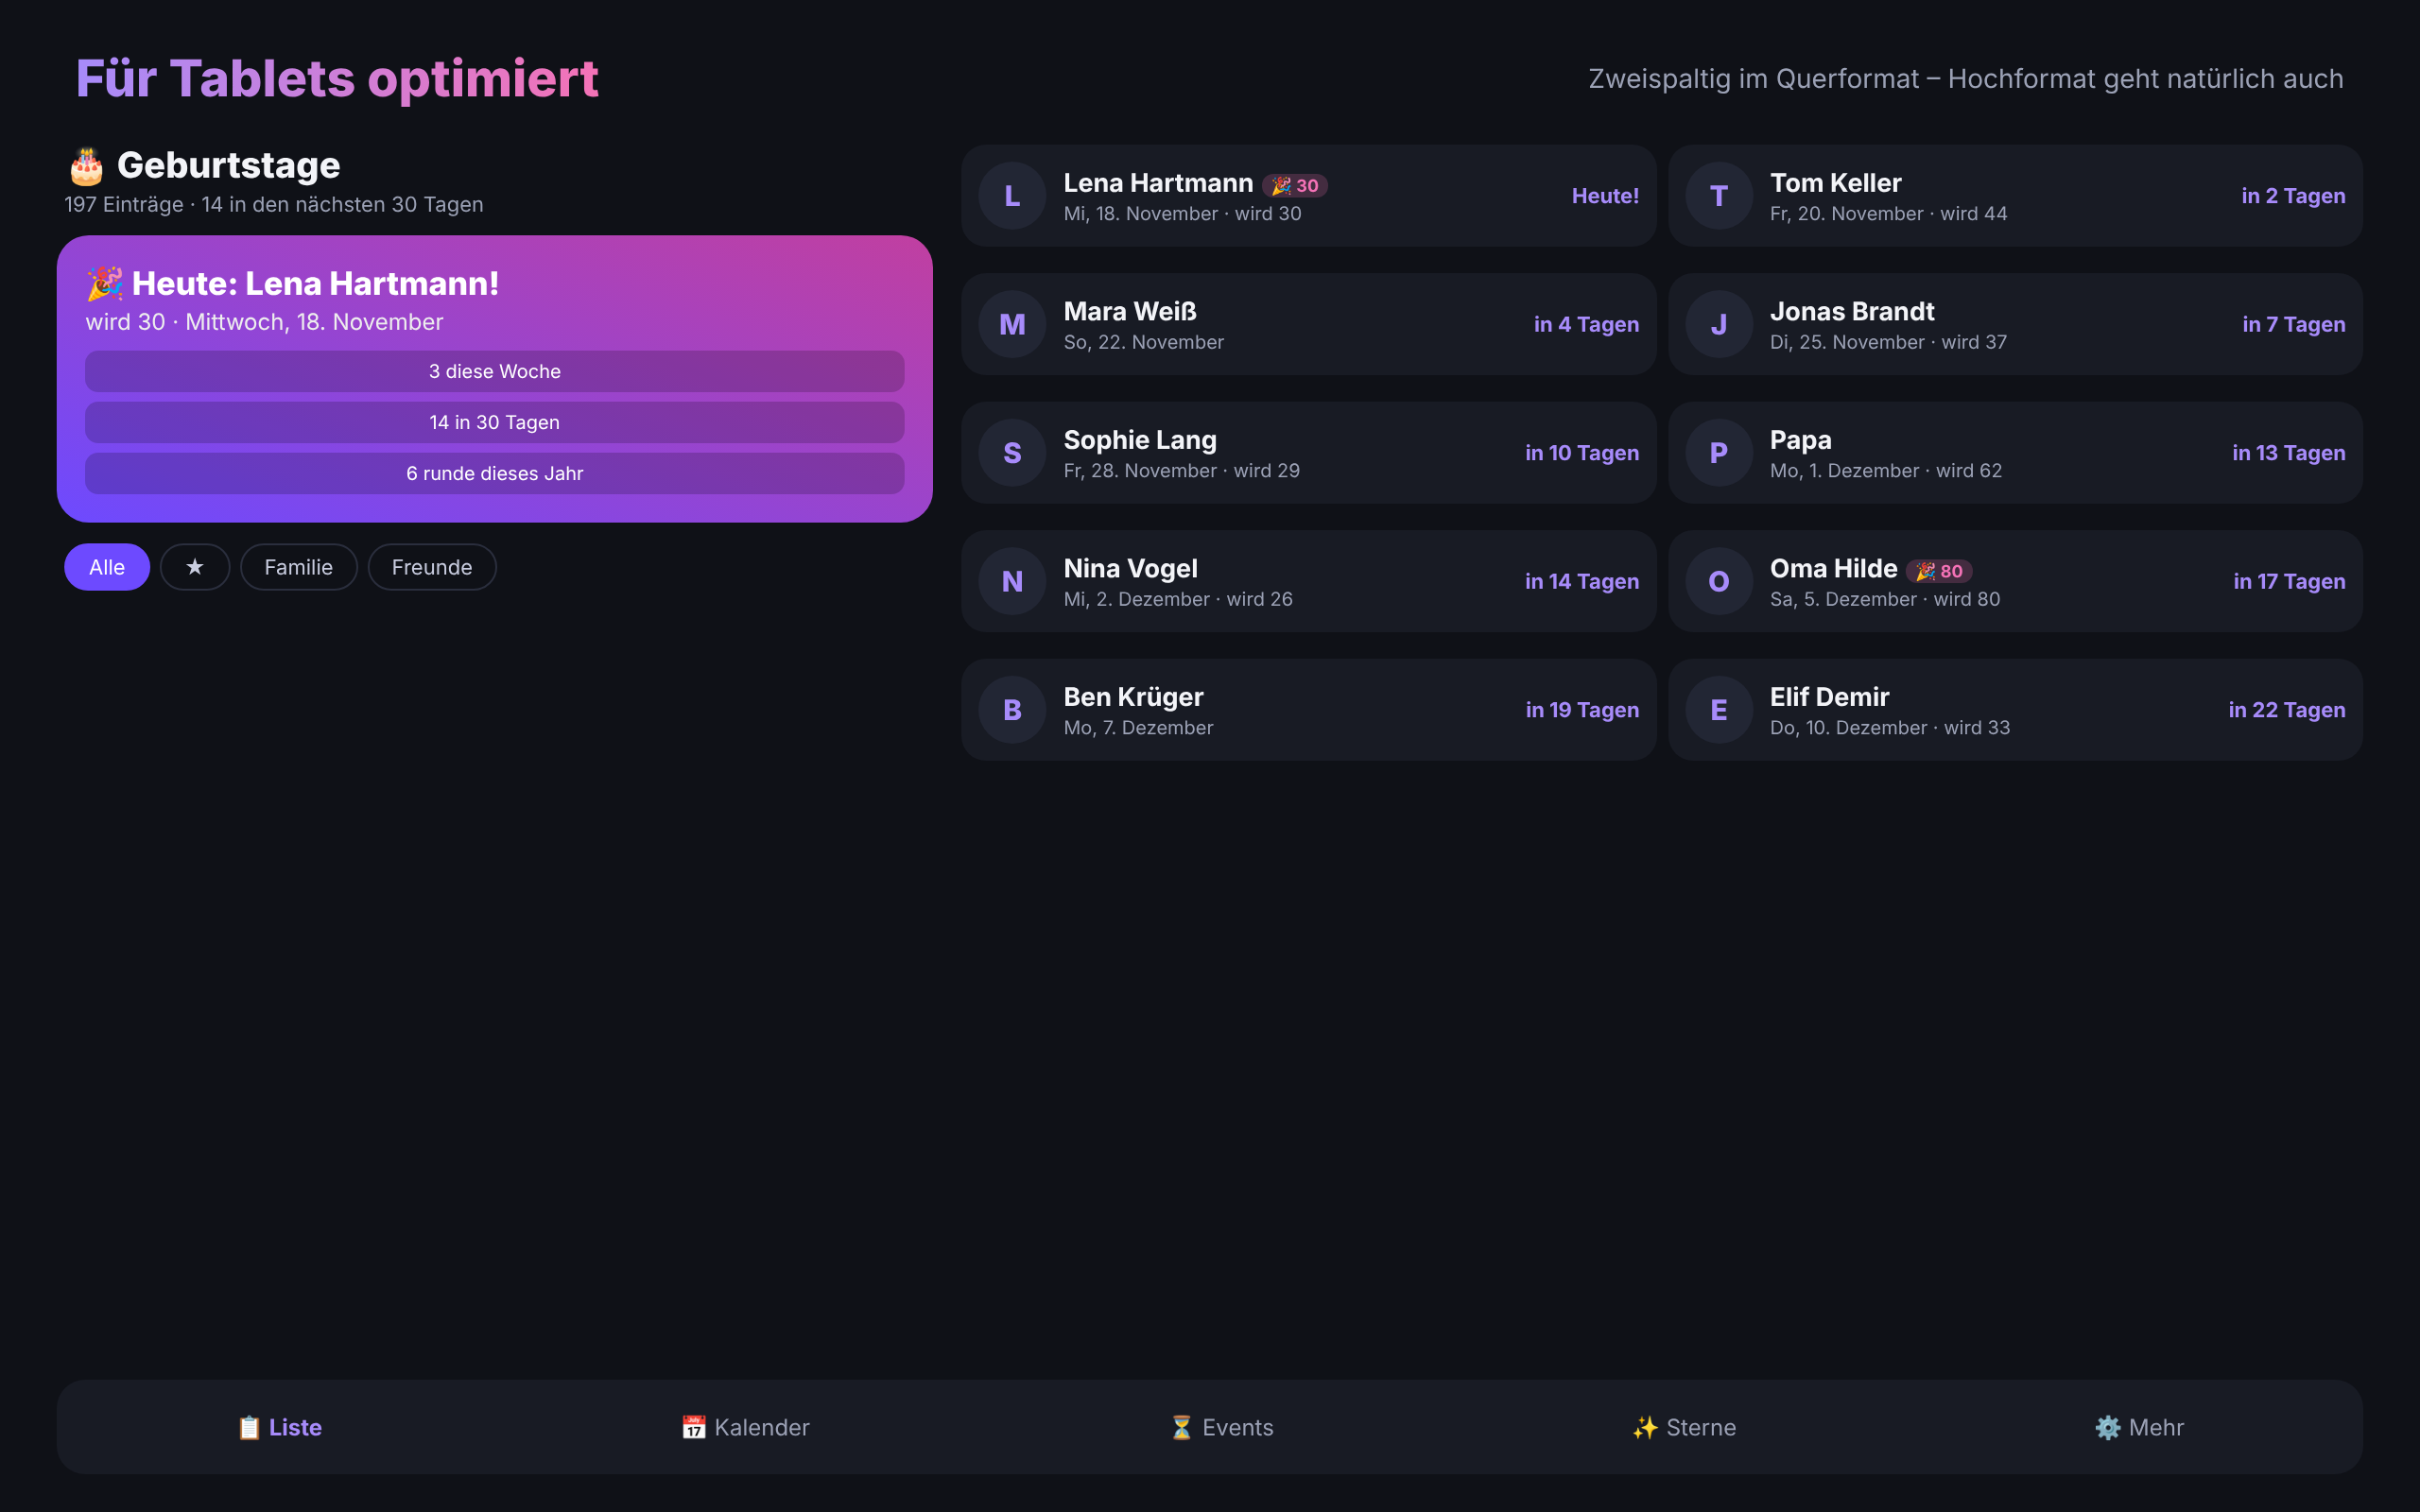 Für Tablets optimiert
Zweispaltig im Querformat – Hochformat geht natürlich auch
🎂 Geburtstage
197 Einträge · 14 in den nächsten 30 Tagen
🎉 Heute: Lena Hartmann!
wird 30 · Mittwoch, 18. November
3 diese Woche
14 in 30 Tagen
6 runde dieses Jahr
Alle ★ Familie Freunde
L
Lena Hartmann 🎉 30
Mi, 18. November · wird 30
Heute!
T
Tom Keller
Fr, 20. November · wird 44
in 2 Tagen
M
Mara Weiß
So, 22. November
in 4 Tagen
J
Jonas Brandt
Di, 25. November · wird 37
in 7 Tagen
S
Sophie Lang
Fr, 28. November · wird 29
in 10 Tagen
P
Papa
Mo, 1. Dezember · wird 62
in 13 Tagen
N
Nina Vogel
Mi, 2. Dezember · wird 26
in 14 Tagen
O
Oma Hilde 🎉 80
Sa, 5. Dezember · wird 80
in 17 Tagen
B
Ben Krüger
Mo, 7. Dezember
in 19 Tagen
E
Elif Demir
Do, 10. Dezember · wird 33
in 22 Tagen
📋 Liste 📅 Kalender ⏳ Events ✨ Sterne ⚙️ Mehr